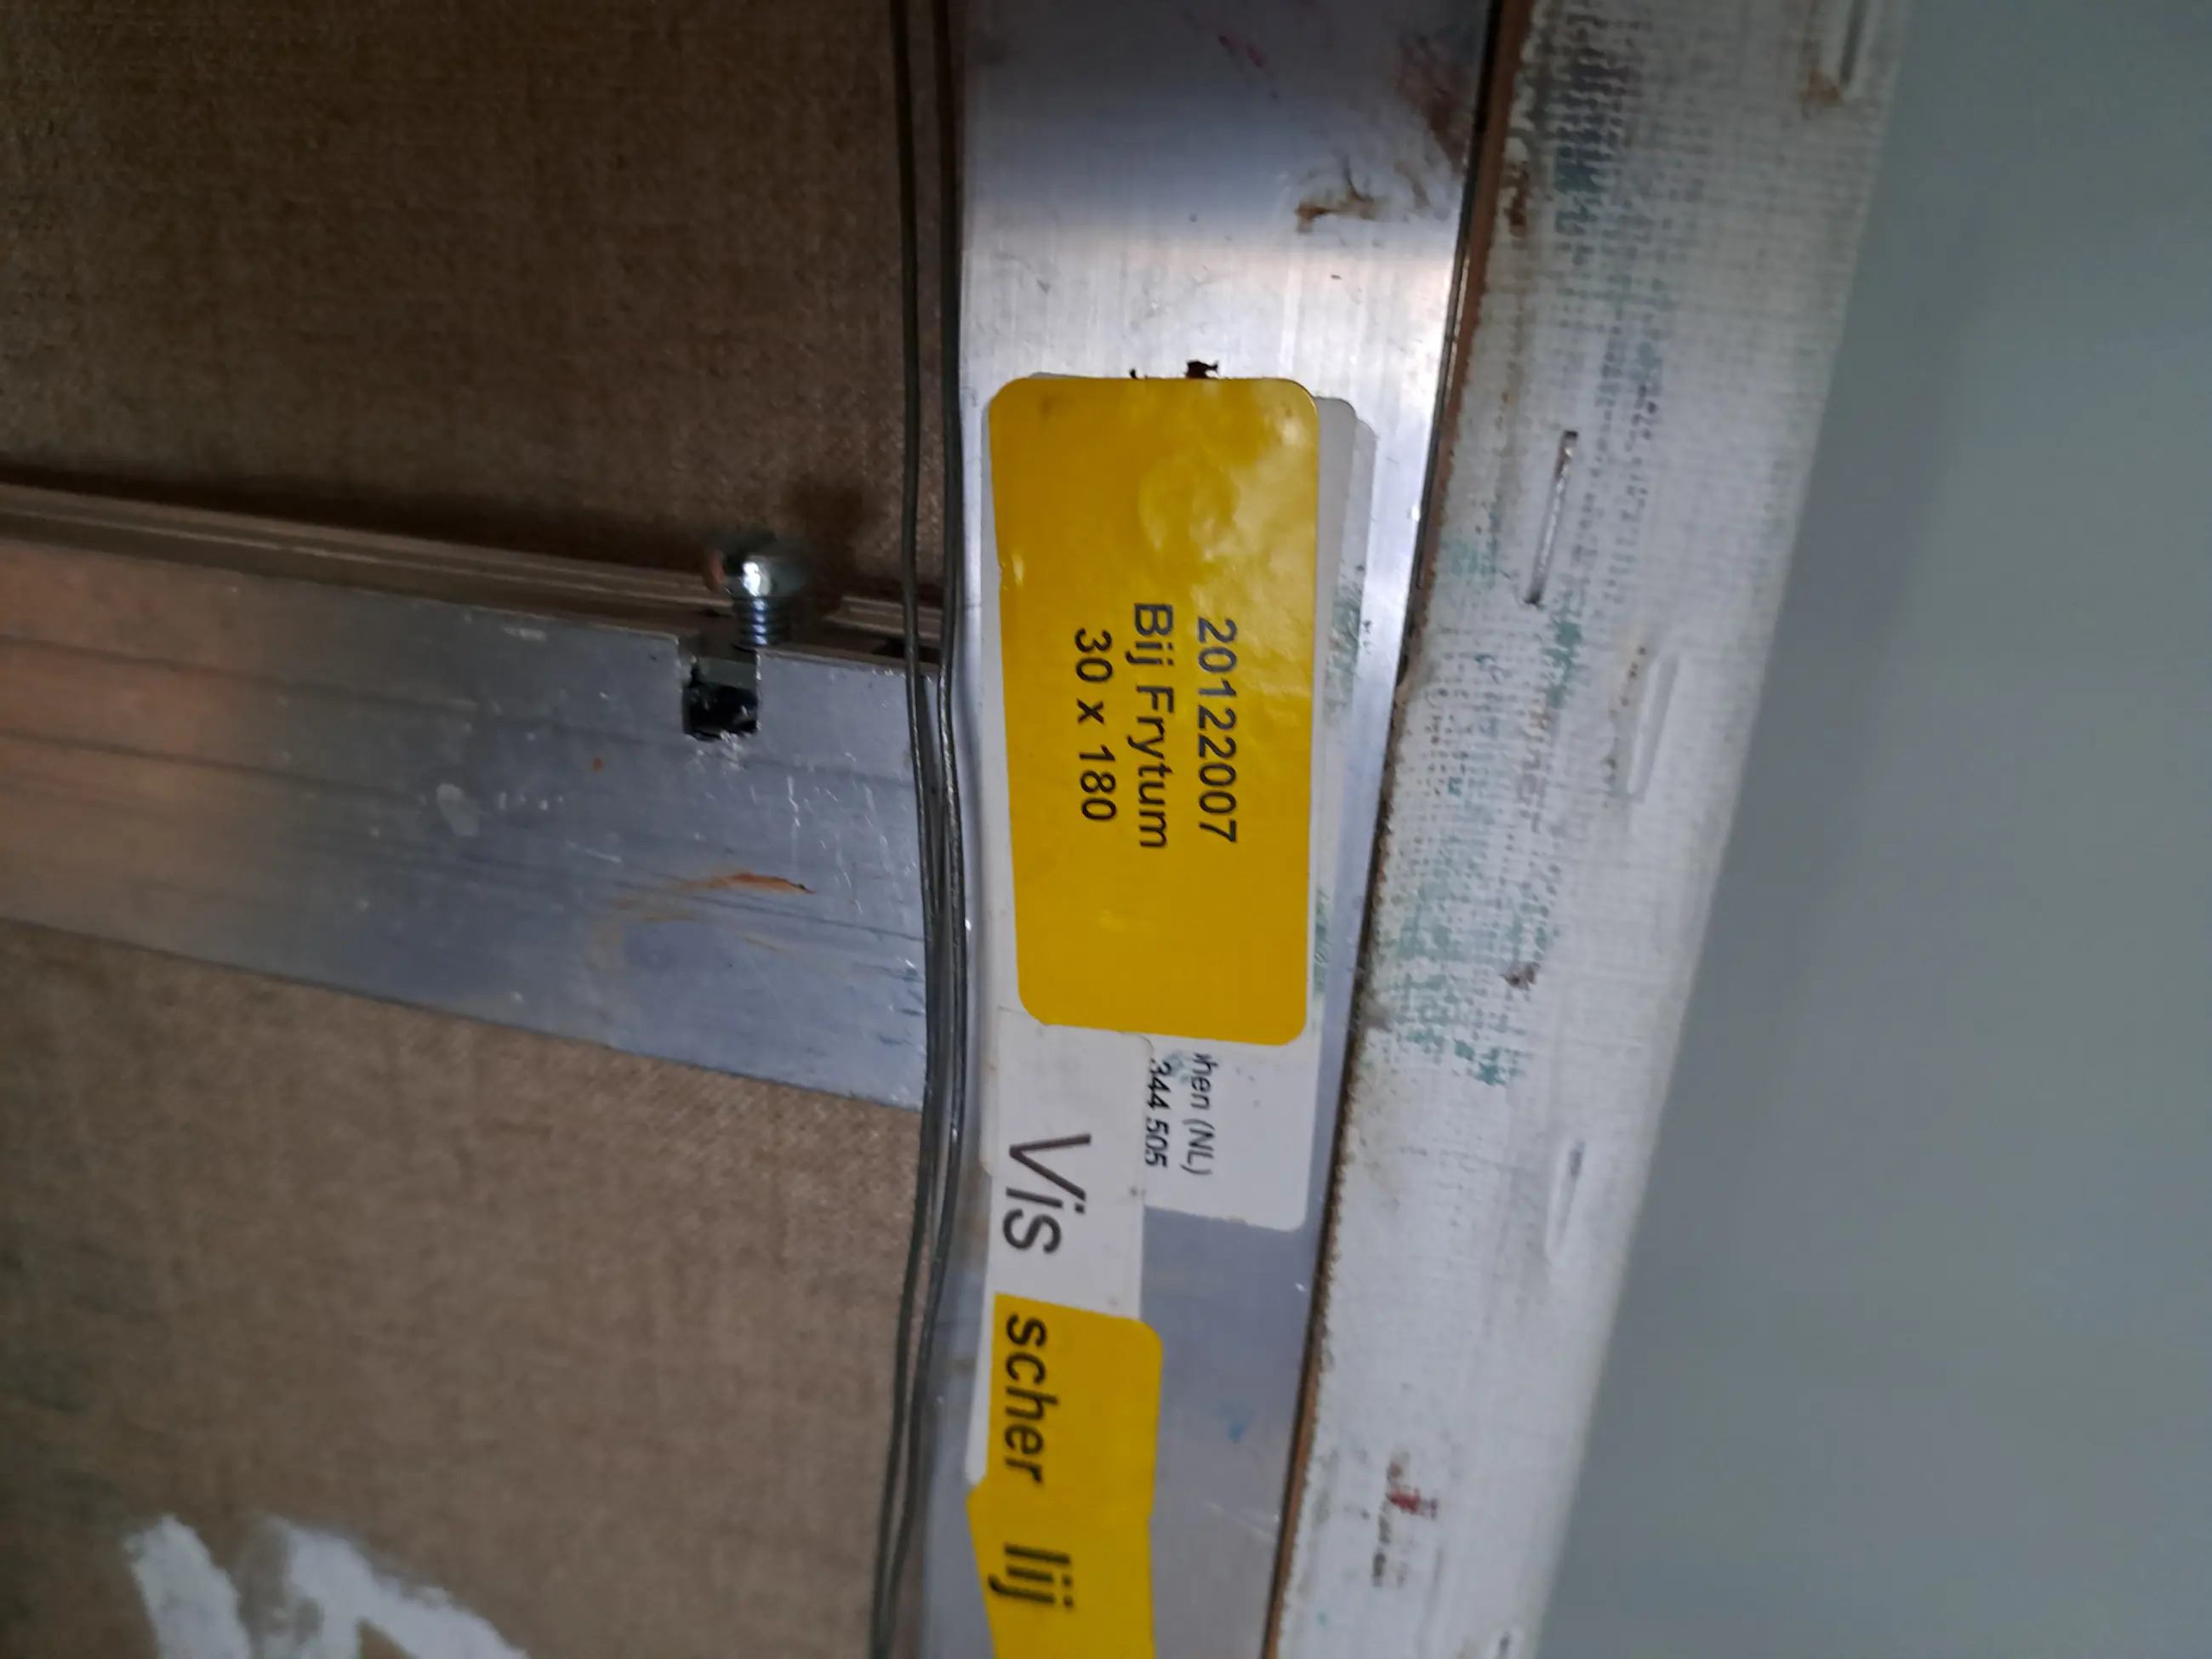 20122007
Bij Frytum
30 x 180
hen (NL)
344 505
Vis
scher
lij